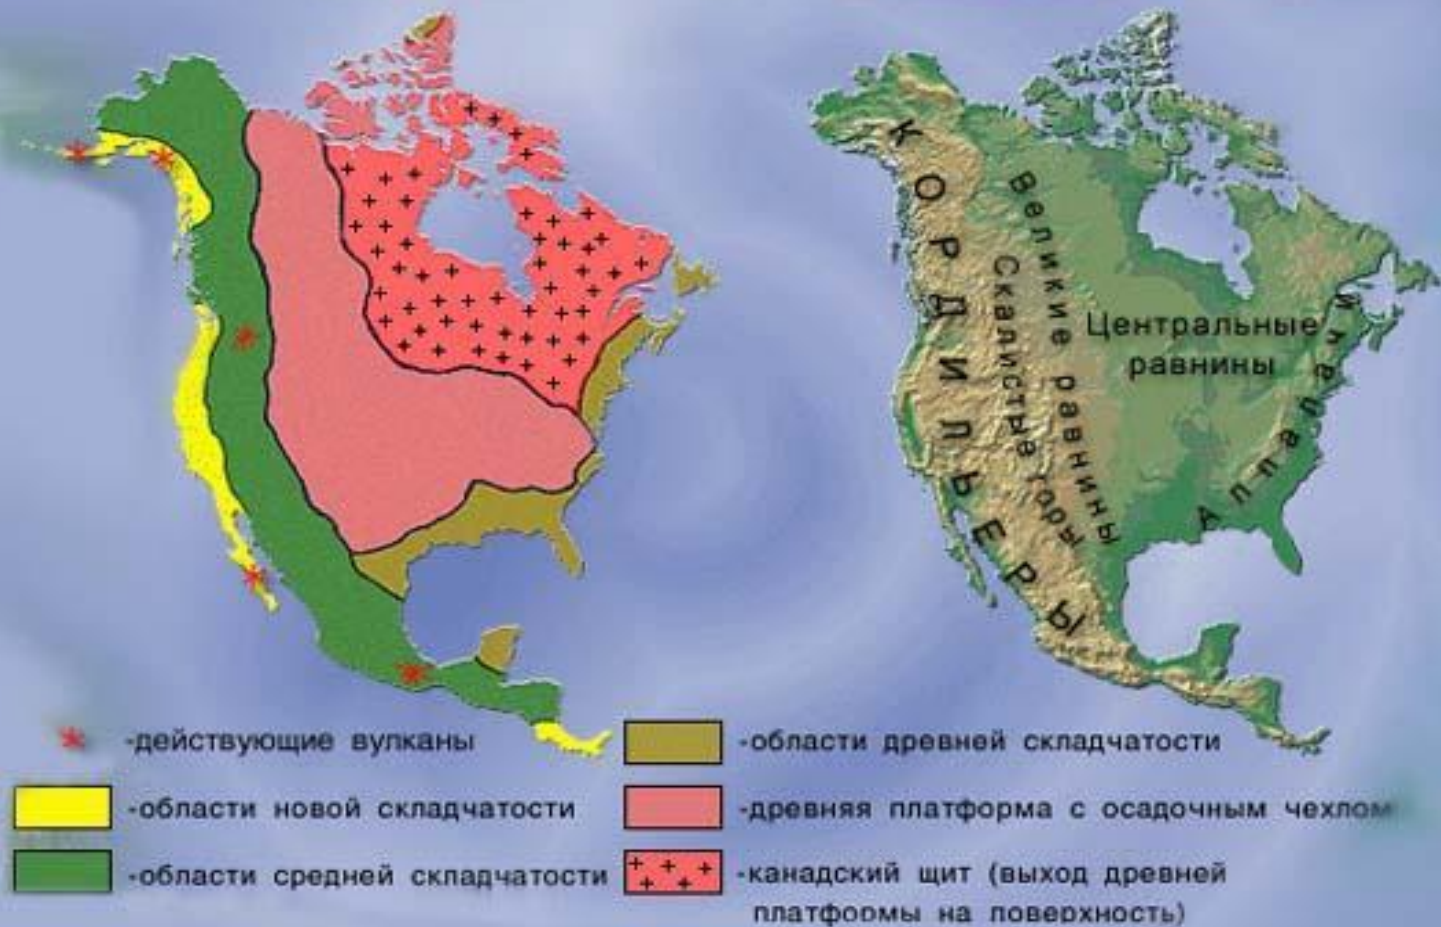 КОРДИЛЬЕРЫ
Великие равнины
Скалистые горы
Центральные
равнины
Аппалачи
-действующие вулканы
-области новой складчатости
-области средней складчатости
-области древней складчатости
-древняя платформа с осадочным чехлом
-канадский щит (выход древней
платформы на поверхность)